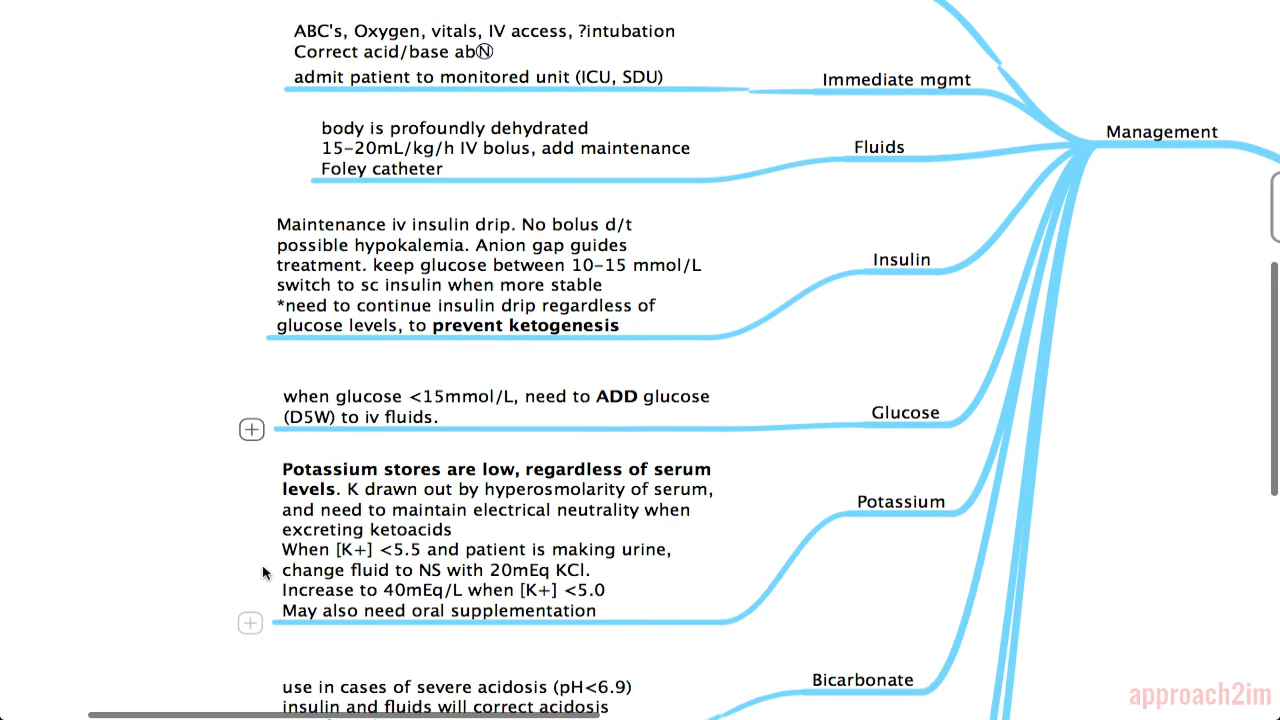 ABC's, Oxygen, vitals, IV access, ?intubation
Correct acid/base abⓃ
admit patient to monitored unit (ICU, SDU)
Immediate mgmt
Management
body is profoundly dehydrated
15-20mL/kg/h IV bolus, add maintenance
Foley catheter
Fluids
Maintenance iv insulin drip. No bolus d/t
possible hypokalemia. Anion gap guides
treatment. keep glucose between 10-15 mmol/L
switch to sc insulin when more stable
*need to continue insulin drip regardless of
glucose levels, to prevent ketogenesis
Insulin
when glucose <15mmol/L, need to ADD glucose
(D5W) to iv fluids.
Glucose
Potassium stores are low, regardless of serum
levels. K drawn out by hyperosmolarity of serum,
and need to maintain electrical neutrality when
excreting ketoacids
When [K+] <5.5 and patient is making urine,
change fluid to NS with 20mEq KCl.
Increase to 40mEq/L when [K+] <5.0
May also need oral supplementation
Potassium
use in cases of severe acidosis (pH<6.9)
insulin and fluids will correct acidosis
Bicarbonate
approach2im